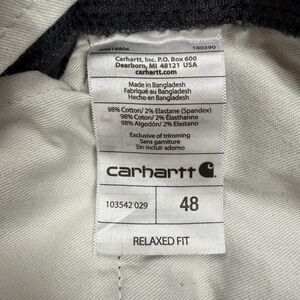 100390
Carhartt, Inc. P.O. Box 600
Dearborn, MI 48121 USA
carhartt.com
Made in Bangladesh
Fabriqué au Bangladesh
Hecho en Bangladesh
98% Cotton/ 2% Elastane (Spandex)
98% Coton/ 2% Élasthanne
98% Algodón/ 2% Elastano
Exclusive of trimming
Sans garniture
Sin incluir adorno
carhartt
103542 029
48
RELAXED FIT